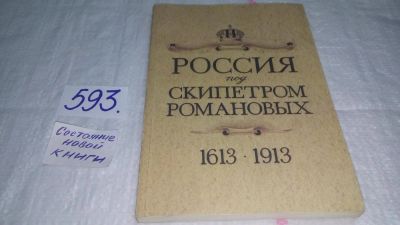 593.
Состояние
новой
книги
РОССИЯ
под
СКИПЕТРОМ
РОМАНОВЫХ
1613 · 1913